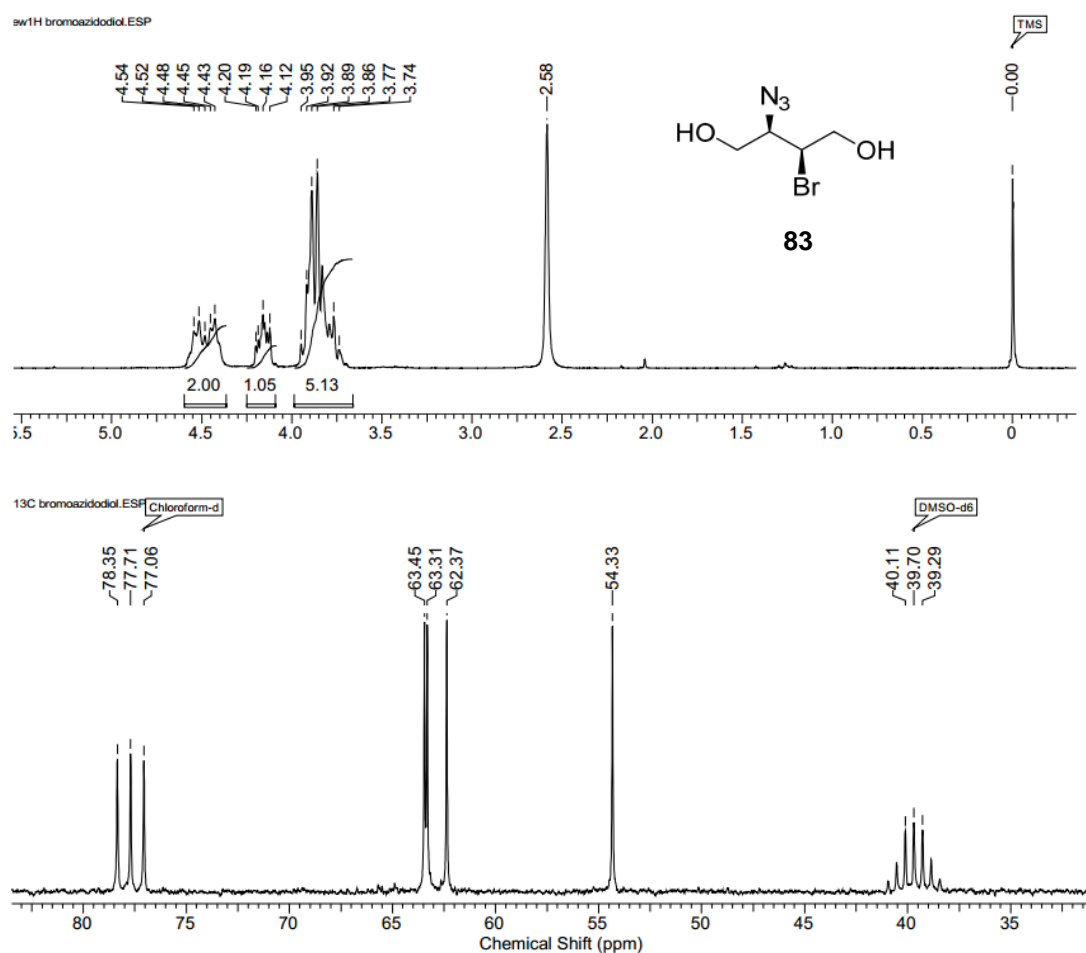 ew1H bromoazidodiol.ESP
TMS
4.54 4.52 4.48 4.45 4.43 4.20 4.19 4.16 4.12 3.95 3.92 3.89 3.86 3.77 3.74 2.58 0.00
N3
HO
OH
Br
83
2.00 1.05 5.13
5.5 5.0 4.5 4.0 3.5 3.0 2.5 2.0 1.5 1.0 0.5 0
13C bromoazidodiol.ESP
Chloroform-d
DMSO-d6
78.35 77.71 77.06 63.45 63.31 62.37 54.33 40.11 39.70 39.29
80 75 70 65 60 55 50 45 40 35
Chemical Shift (ppm)